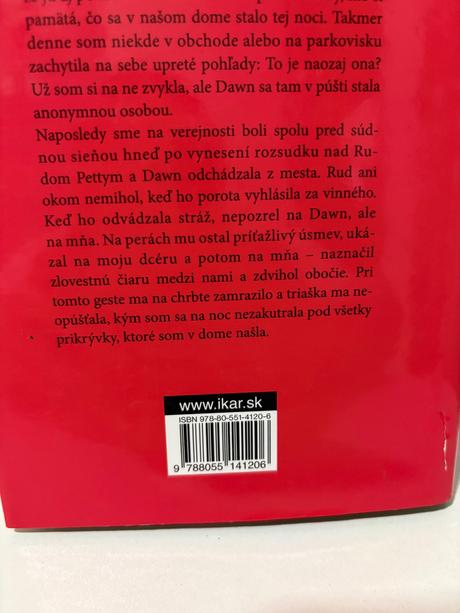 pamätá, čo sa v našom dome stalo tej noci. Takmer
denne som niekde v obchode alebo na parkovisku
zachytila na sebe upreté pohľady: To je naozaj ona?
Už som si na ne zvykla, ale Dawn sa tam v púšti stala
anonymnou osobou.
Naposledy sme na verejnosti boli spolu pred súd-
nou sieňou hneď po vynesení rozsudku nad Ru-
dom Pettym a Dawn odchádzala z mesta. Rud ani
okom nemihol, keď ho porota vyhlásila za vinného.
Keď ho odvádzala stráž, nepozrel na Dawn, ale
na mňa. Na perách mu ostal príťažlivý úsmev, uká-
zal na moju dcéru a potom na mňa – naznačil
zlovestnú čiaru medzi nami a zdvihol obočie. Pri
tomto geste ma na chrbte zamrazilo a triaška ma ne-
opúšťala, kým som sa na noc nezakutrala pod všetky
prikrývky, ktoré som v dome našla.
www.ikar.sk
ISBN 978-80-551-4120-6
9 788055 141206